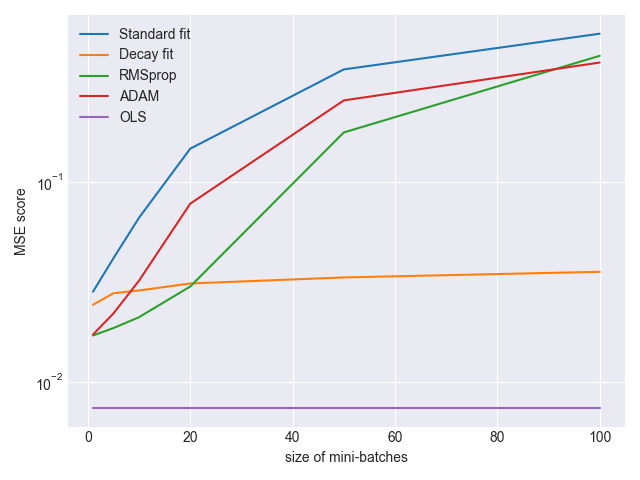 Standard fit
Decay fit
RMSprop
ADAM
OLS
MSE score
10⁻¹
10⁻²
0 20 40 60 80 100
size of mini-batches